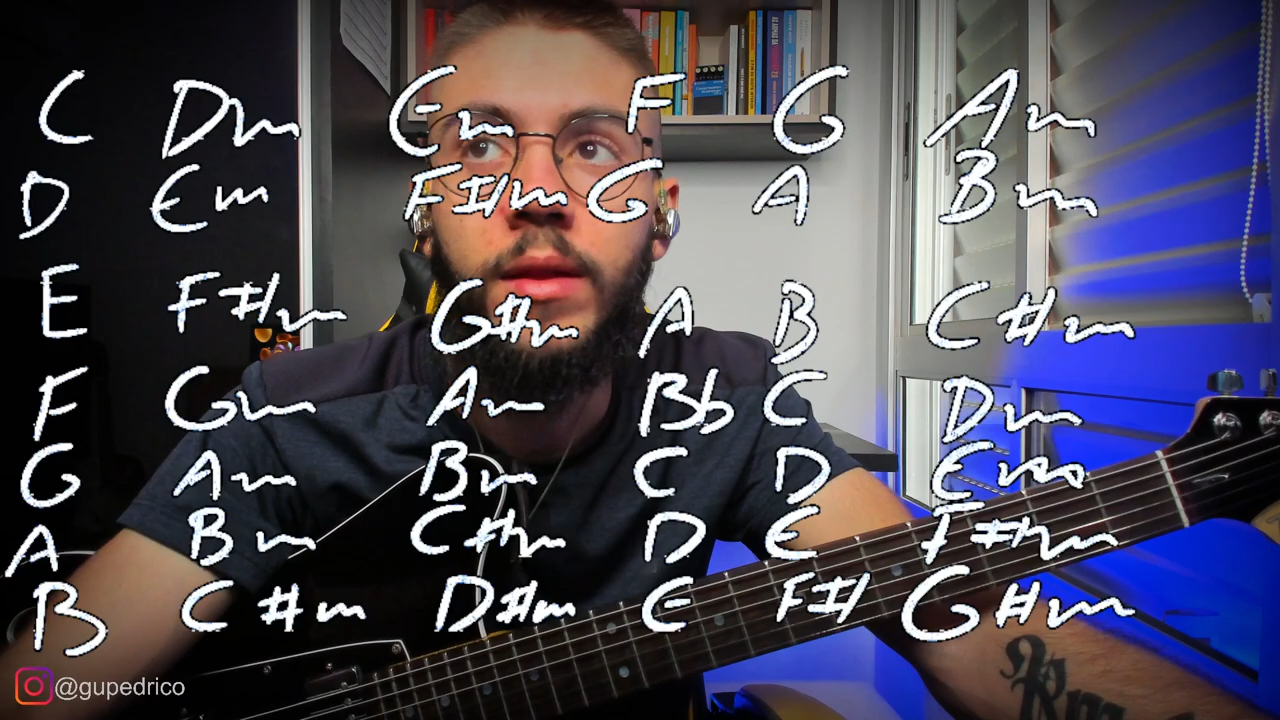 C Dm Em F G Am
D Em F#m G A Bm
E F#m G#m A B C#m
F Gm Am Bb C Dm
G Am Bm C D Em
A Bm C#m D E F#m
B C#m D#m E F# G#m
@gupedrico